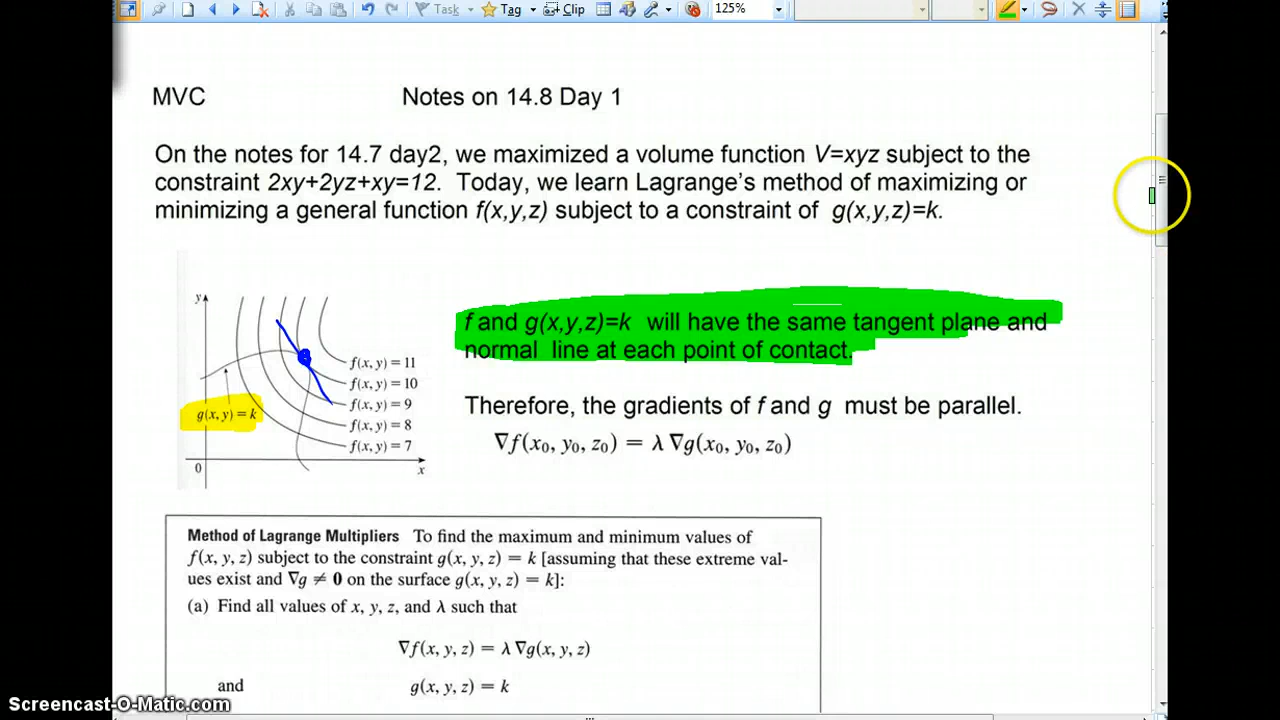 Task
Tag
Clip
125%
MVC Notes on 14.8 Day 1
On the notes for 14.7 day2, we maximized a volume function V=xyz subject to the
constraint 2xy+2yz+xy=12. Today, we learn Lagrange's method of maximizing or
minimizing a general function f(x,y,z) subject to a constraint of g(x,y,z)=k.
y
f(x, y) = 11
f(x, y) = 10
f(x, y) = 9
f(x, y) = 8
f(x, y) = 7
g(x, y) = k
0
x
f and g(x,y,z)=k will have the same tangent plane and
normal line at each point of contact.
Therefore, the gradients of f and g must be parallel.
∇f(x₀, y₀, z₀) = λ ∇g(x₀, y₀, z₀)
Method of Lagrange Multipliers To find the maximum and minimum values of
f(x, y, z) subject to the constraint g(x, y, z) = k [assuming that these extreme val-
ues exist and ∇g ≠ 0 on the surface g(x, y, z) = k]:
(a) Find all values of x, y, z, and λ such that
∇f(x, y, z) = λ ∇g(x, y, z)
and g(x, y, z) = k
Screencast-O-Matic.com